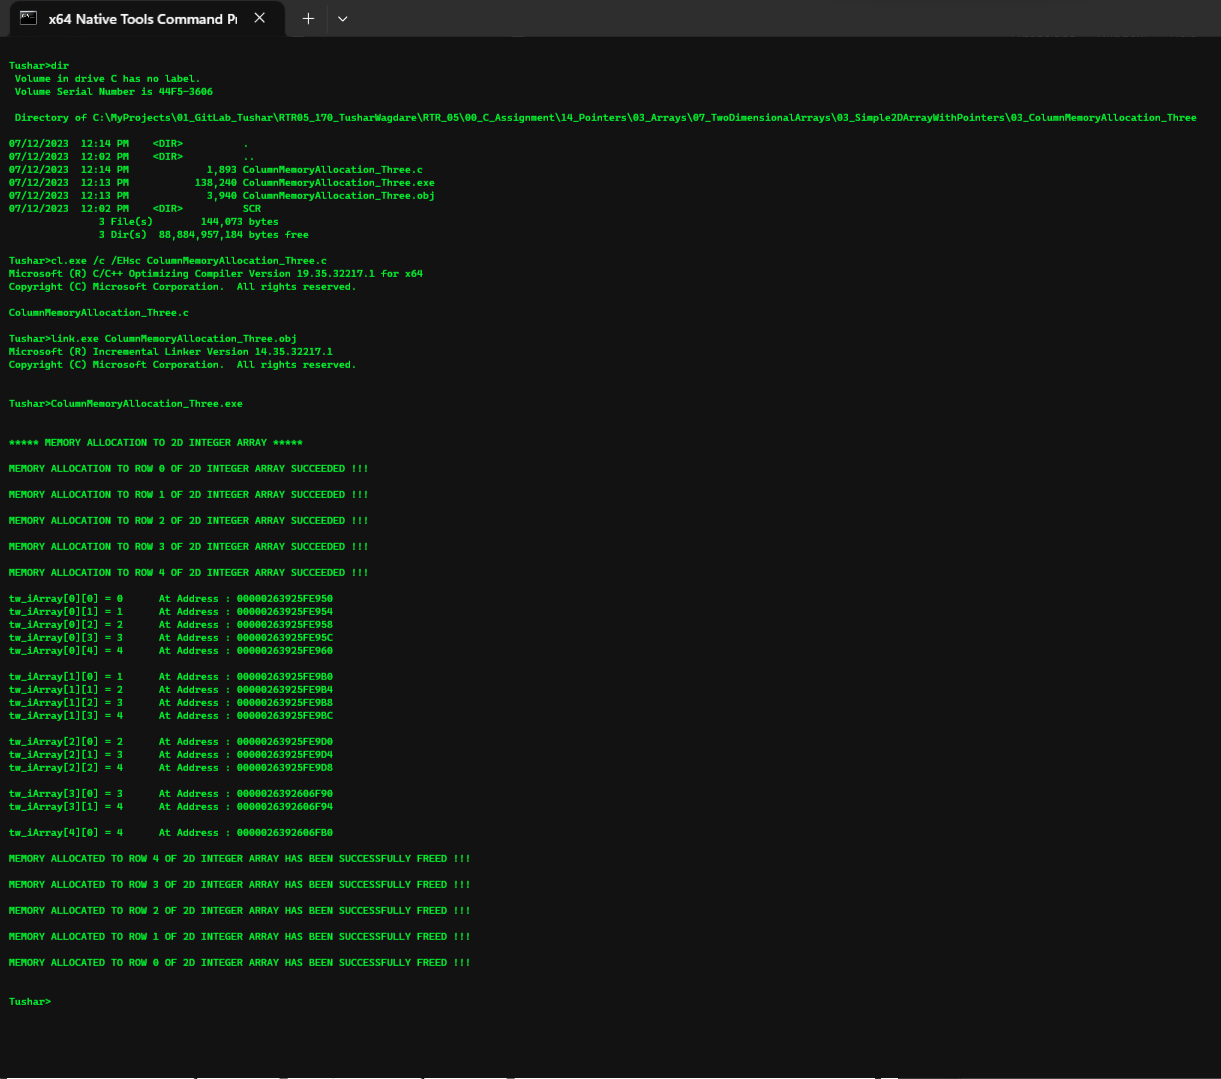 x64 Native Tools Command P
Tushar>dir
 Volume in drive C has no label.
 Volume Serial Number is 44F5-3606
 Directory of C:\MyProjects\01_GitLab_Tushar\RTR05_170_TusharWagdare\RTR_05\00_C_Assignment\14_Pointers\03_Arrays\07_TwoDimensionalArrays\03_Simple2DArrayWithPointers\03_ColumnMemoryAllocation_Three
07/12/2023  12:14 PM    <DIR>          .
07/12/2023  12:02 PM    <DIR>          ..
07/12/2023  12:14 PM             1,893 ColumnMemoryAllocation_Three.c
07/12/2023  12:13 PM           138,240 ColumnMemoryAllocation_Three.exe
07/12/2023  12:13 PM             3,940 ColumnMemoryAllocation_Three.obj
07/12/2023  12:02 PM    <DIR>          SCR
               3 File(s)        144,073 bytes
               3 Dir(s)  88,884,957,184 bytes free
Tushar>cl.exe /c /EHsc ColumnMemoryAllocation_Three.c
Microsoft (R) C/C++ Optimizing Compiler Version 19.35.32217.1 for x64
Copyright (C) Microsoft Corporation.  All rights reserved.
ColumnMemoryAllocation_Three.c
Tushar>link.exe ColumnMemoryAllocation_Three.obj
Microsoft (R) Incremental Linker Version 14.35.32217.1
Copyright (C) Microsoft Corporation.  All rights reserved.
Tushar>ColumnMemoryAllocation_Three.exe
***** MEMORY ALLOCATION TO 2D INTEGER ARRAY *****
MEMORY ALLOCATION TO ROW 0 OF 2D INTEGER ARRAY SUCCEEDED !!!
MEMORY ALLOCATION TO ROW 1 OF 2D INTEGER ARRAY SUCCEEDED !!!
MEMORY ALLOCATION TO ROW 2 OF 2D INTEGER ARRAY SUCCEEDED !!!
MEMORY ALLOCATION TO ROW 3 OF 2D INTEGER ARRAY SUCCEEDED !!!
MEMORY ALLOCATION TO ROW 4 OF 2D INTEGER ARRAY SUCCEEDED !!!
tw_iArray[0][0] = 0      At Address : 00000263925FE950
tw_iArray[0][1] = 1      At Address : 00000263925FE954
tw_iArray[0][2] = 2      At Address : 00000263925FE958
tw_iArray[0][3] = 3      At Address : 00000263925FE95C
tw_iArray[0][4] = 4      At Address : 00000263925FE960
tw_iArray[1][0] = 1      At Address : 00000263925FE9B0
tw_iArray[1][1] = 2      At Address : 00000263925FE9B4
tw_iArray[1][2] = 3      At Address : 00000263925FE9B8
tw_iArray[1][3] = 4      At Address : 00000263925FE9BC
tw_iArray[2][0] = 2      At Address : 00000263925FE9D0
tw_iArray[2][1] = 3      At Address : 00000263925FE9D4
tw_iArray[2][2] = 4      At Address : 00000263925FE9D8
tw_iArray[3][0] = 3      At Address : 0000026392606F90
tw_iArray[3][1] = 4      At Address : 0000026392606F94
tw_iArray[4][0] = 4      At Address : 0000026392606FB0
MEMORY ALLOCATED TO ROW 4 OF 2D INTEGER ARRAY HAS BEEN SUCCESSFULLY FREED !!!
MEMORY ALLOCATED TO ROW 3 OF 2D INTEGER ARRAY HAS BEEN SUCCESSFULLY FREED !!!
MEMORY ALLOCATED TO ROW 2 OF 2D INTEGER ARRAY HAS BEEN SUCCESSFULLY FREED !!!
MEMORY ALLOCATED TO ROW 1 OF 2D INTEGER ARRAY HAS BEEN SUCCESSFULLY FREED !!!
MEMORY ALLOCATED TO ROW 0 OF 2D INTEGER ARRAY HAS BEEN SUCCESSFULLY FREED !!!
Tushar>